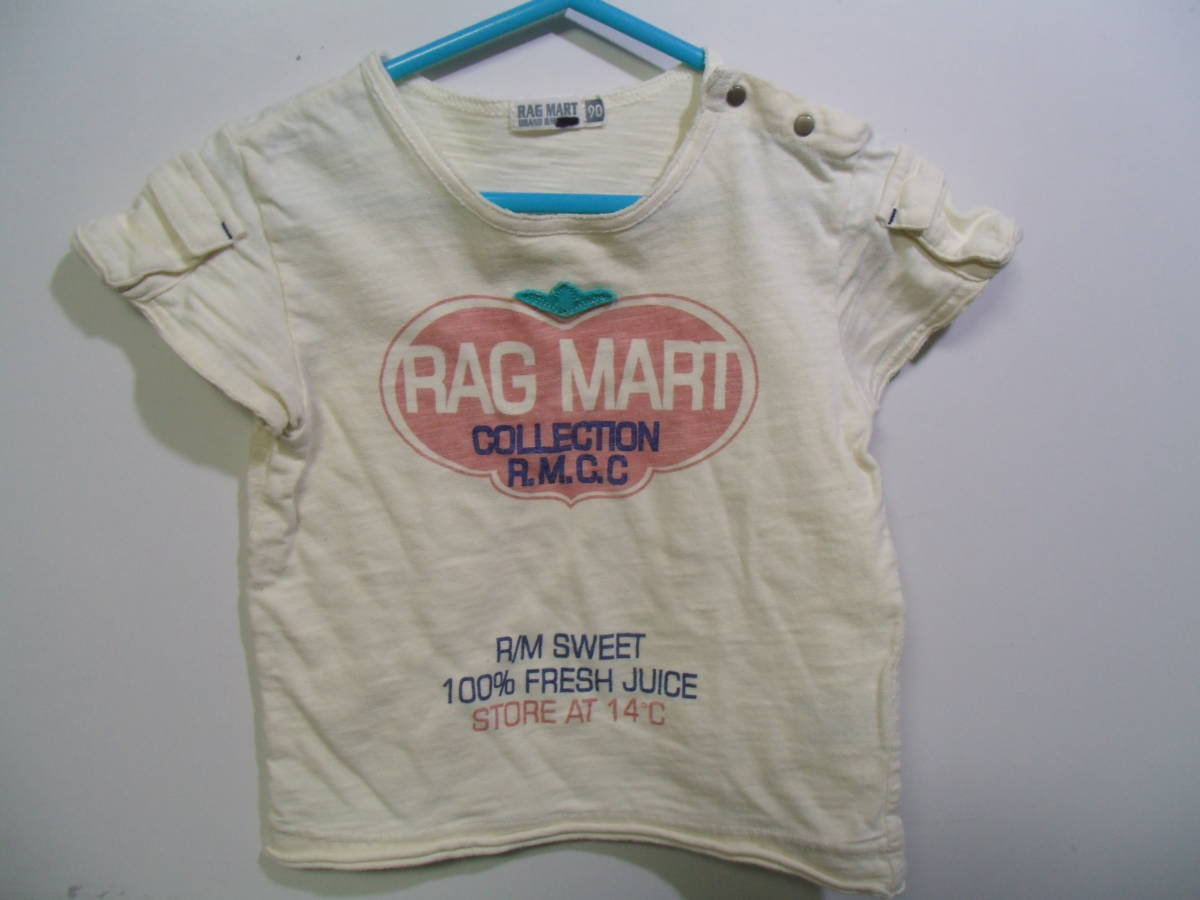 RAG MART
90
RAG MART
COLLECTION
R.M.C.C
R/M SWEET
100% FRESH JUICE
STORE AT 14°C